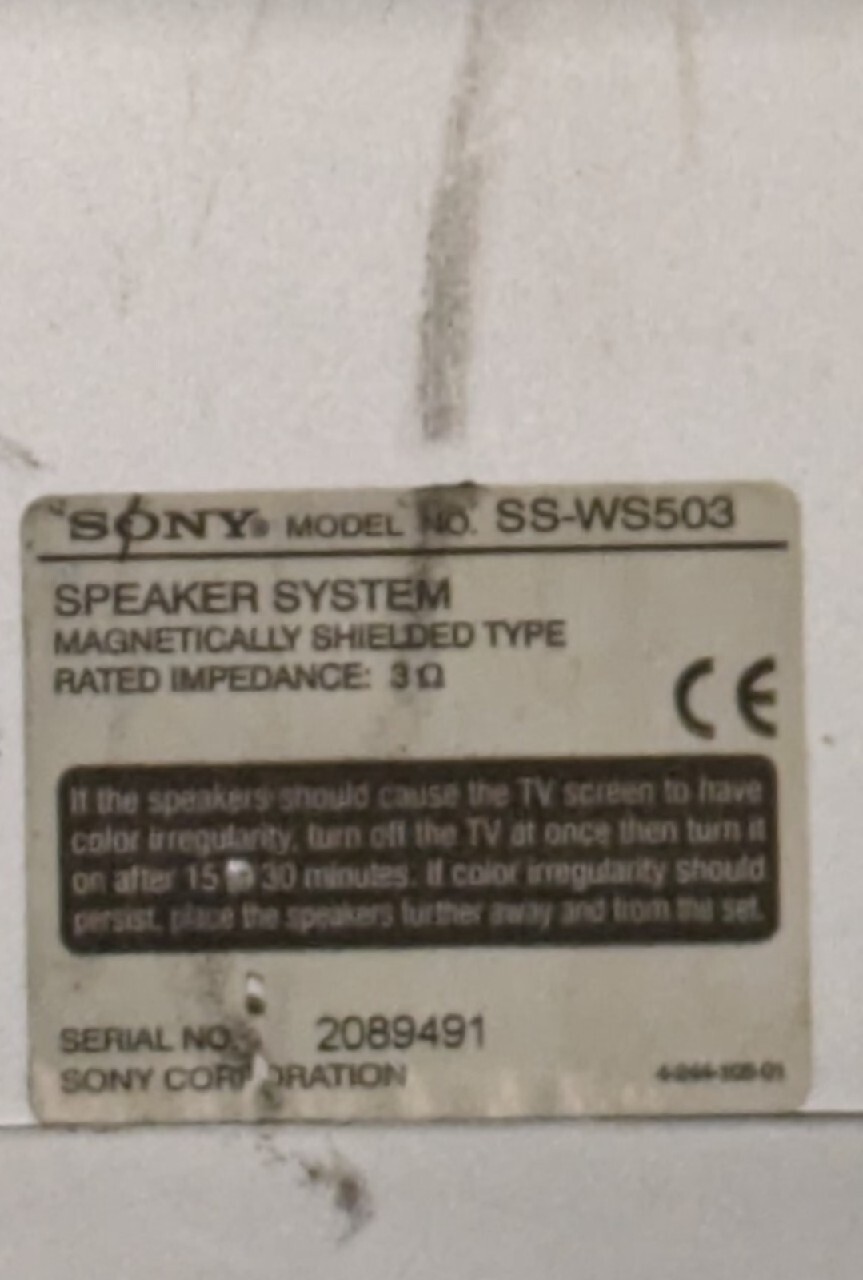 SONY® MODEL NO. SS-WS503
SPEAKER SYSTEM
MAGNETICALLY SHIELDED TYPE
RATED IMPEDANCE: 3 Ω
CE
If the speakers should cause the TV screen to have
color irregularity, turn off the TV at once then turn it
on after 15 30 minutes. If color irregularity should
persist, place the speakers further away and from the set.
SERIAL NO. 2089491
SONY CORPORATION